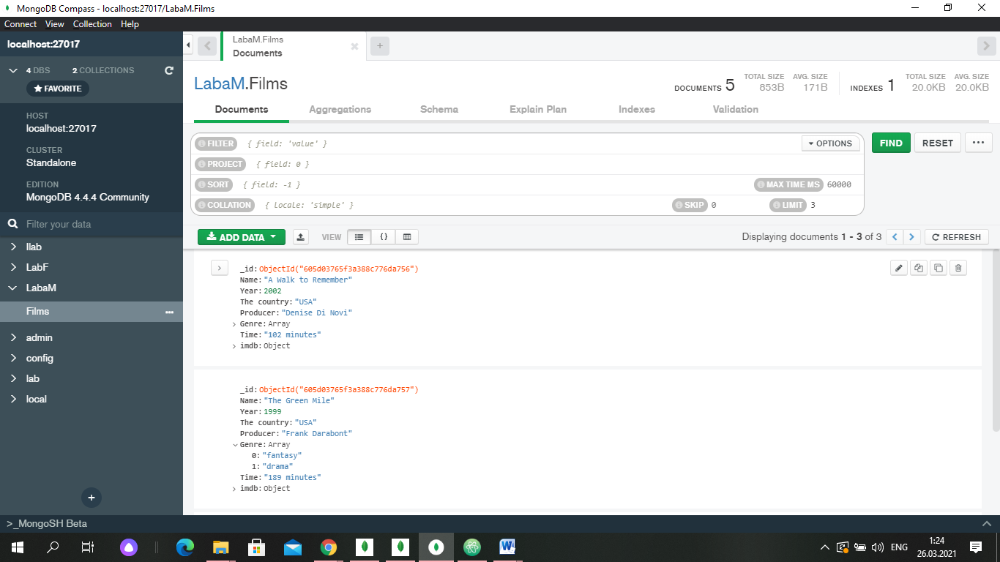 MongoDB Compass - localhost:27017/LabaM.Films
Connect View Collection Help
localhost:27017
4 DBS 2 COLLECTIONS
FAVORITE
HOST
localhost:27017
CLUSTER
Standalone
EDITION
MongoDB 4.4.4 Community
Filter your data
llab
LabF
LabaM
Films
admin
config
lab
local
LabaM.Films
Documents
LabaM.Films
DOCUMENTS 5
TOTAL SIZE
853B
AVG. SIZE
171B
INDEXES 1
TOTAL SIZE
20.0KB
AVG. SIZE
20.0KB
Documents Aggregations Schema Explain Plan Indexes Validation
FILTER { field: 'value' } OPTIONS FIND RESET
PROJECT { field: 0 }
SORT { field: -1 } MAX TIME MS 60000
COLLATION { locale: 'simple' } SKIP 0 LIMIT 3
ADD DATA VIEW {} Displaying documents 1 - 3 of 3 REFRESH
_id: ObjectId("605d03765f3a388c776da756")
Name: "A Walk to Remember"
Year: 2002
The country: "USA"
Producer: "Denise Di Novi"
Genre: Array
Time: "102 minutes"
imdb: Object
_id: ObjectId("605d03765f3a388c776da757")
Name: "The Green Mile"
Year: 1999
The country: "USA"
Producer: "Frank Darabont"
Genre: Array
0: "fantasy"
1: "drama"
Time: "189 minutes"
imdb: Object
>_MongoSH Beta
ENG
1:24
26.03.2021